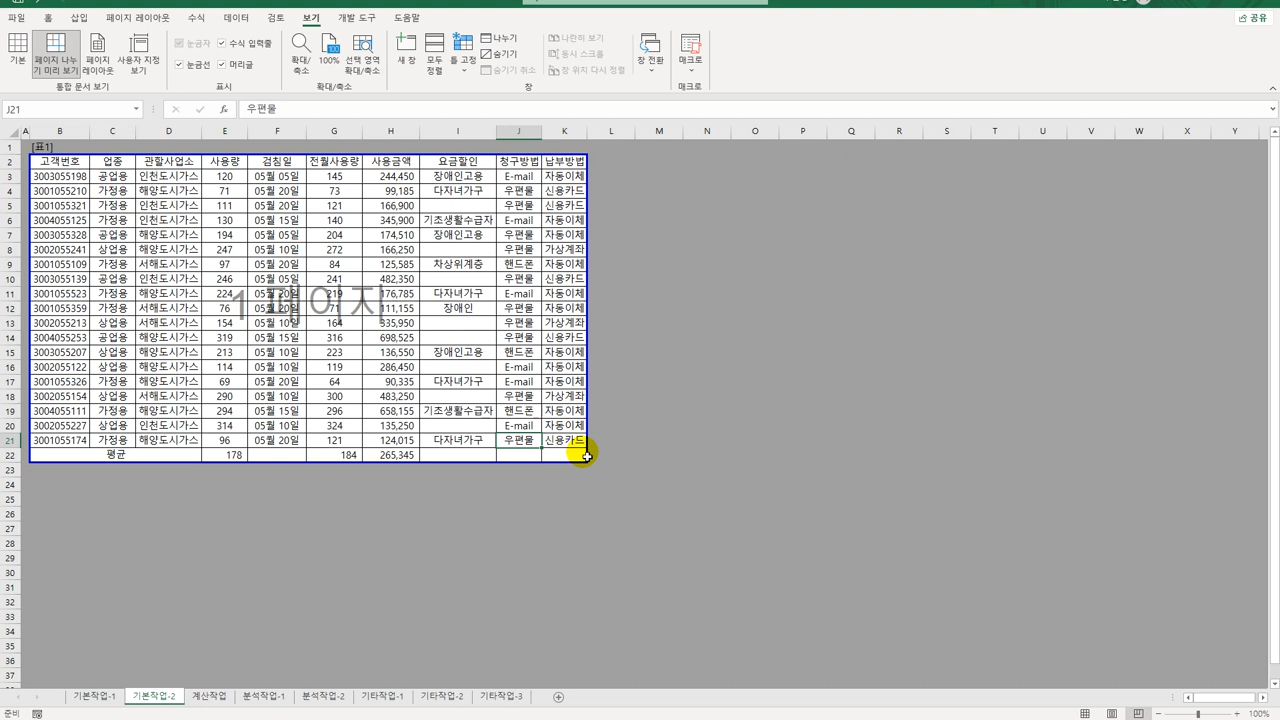 파일 홈 삽입 페이지 레이아웃 수식 데이터 검토 보기 개발 도구 도움말 공유
기본 페이지 나누기 미리 보기 페이지 레이아웃 사용자 지정 보기 눈금자 수식 입력줄 눈금선 머리글 확대/축소 100% 선택 영역 확대/축소 새 창 모두 정렬 틀 고정 나누기 숨기기 숨기기 취소 나란히 보기 동시 스크롤 창 위치 다시 정렬 창 전환 매크로
통합 문서 보기 표시 확대/축소 창 매크로
J21 fx 우편물
A B C D E F G H I J K L M N O P Q R S T U V W X Y
1 [표1]
2 고객번호 업종 관할사업소 사용량 검침일 전월사용량 사용금액 요금할인 청구방법 납부방법
3 3003055198 공업용 인천도시가스 120 05월 05일 145 244,450 장애인고용 E-mail 자동이체
4 3001055210 가정용 해양도시가스 71 05월 20일 73 99,185 다자녀가구 우편물 신용카드
5 3001055321 가정용 인천도시가스 111 05월 20일 121 166,900 우편물 신용카드
6 3004055125 가정용 인천도시가스 130 05월 15일 140 345,900 기초생활수급자 E-mail 자동이체
7 3003055328 공업용 해양도시가스 194 05월 05일 204 174,510 장애인고용 우편물 자동이체
8 3002055241 상업용 해양도시가스 247 05월 10일 272 166,250 우편물 가상계좌
9 3001055109 가정용 서해도시가스 97 05월 20일 84 125,585 차상위계층 핸드폰 자동이체
10 3003055139 공업용 인천도시가스 246 05월 05일 241 482,350 우편물 신용카드
11 3001055523 가정용 해양도시가스 224 05월 20일 219 176,785 다자녀가구 E-mail 자동이체
1 페이지
12 3001055359 가정용 서해도시가스 76 05월 20일 71 111,155 장애인 우편물 자동이체
13 3002055213 상업용 서해도시가스 154 05월 10일 164 335,950 우편물 가상계좌
14 3004055253 공업용 해양도시가스 319 05월 15일 316 698,525 우편물 신용카드
15 3003055207 상업용 해양도시가스 213 05월 10일 223 136,550 장애인고용 핸드폰 자동이체
16 3002055122 상업용 해양도시가스 114 05월 10일 119 286,450 E-mail 자동이체
17 3001055326 가정용 해양도시가스 69 05월 20일 64 90,335 다자녀가구 E-mail 자동이체
18 3002055154 상업용 서해도시가스 290 05월 10일 300 483,250 우편물 가상계좌
19 3004055111 가정용 해양도시가스 294 05월 15일 296 658,155 기초생활수급자 핸드폰 자동이체
20 3002055227 상업용 인천도시가스 314 05월 10일 324 135,250 E-mail 자동이체
21 3001055174 가정용 해양도시가스 96 05월 20일 121 124,015 다자녀가구 우편물 신용카드
22 평균 178 184 265,345
23
24
25
26
27
28
29
30
31
32
33
34
35
36
37
기본작업-1 기본작업-2 계산작업 분석작업-1 분석작업-2 기타작업-1 기타작업-2 기타작업-3
준비 100%